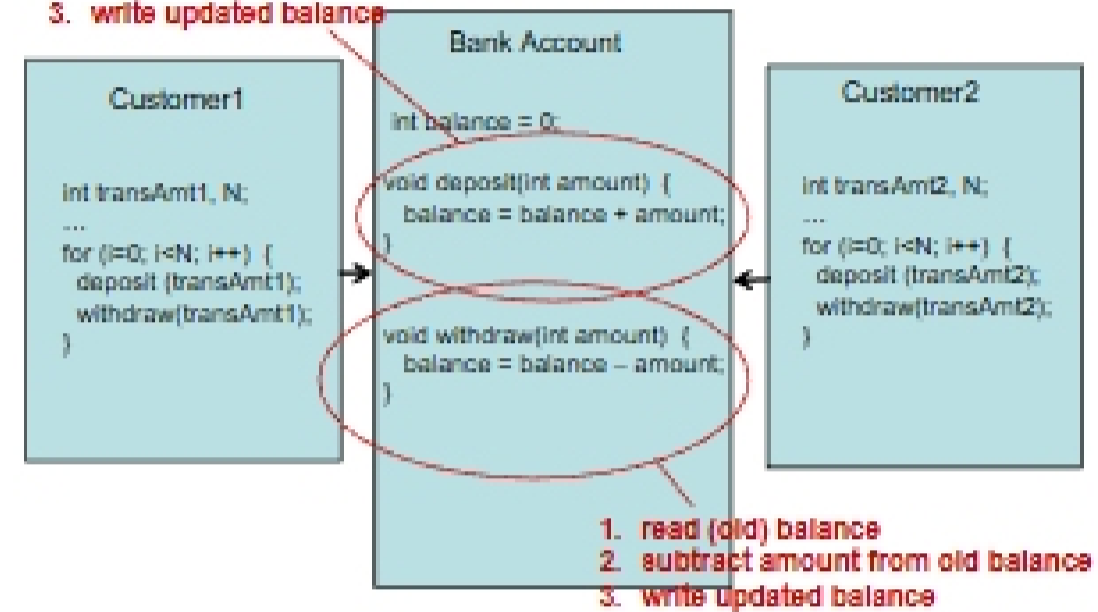 3. write updated balance
Bank Account
int balance = 0;
void deposit(int amount) {
balance = balance + amount;
}
void withdraw(int amount) {
balance = balance – amount;
}
Customer1
int transAmt1, N;
...
for (i=0; i<N; i++) {
deposit (transAmt1);
withdraw(transAmt1);
}
Customer2
int transAmt2, N;
...
for (i=0; i<N; i++) {
deposit (transAmt2);
withdraw(transAmt2);
}
1. read (old) balance
2. subtract amount from old balance
3. write updated balance